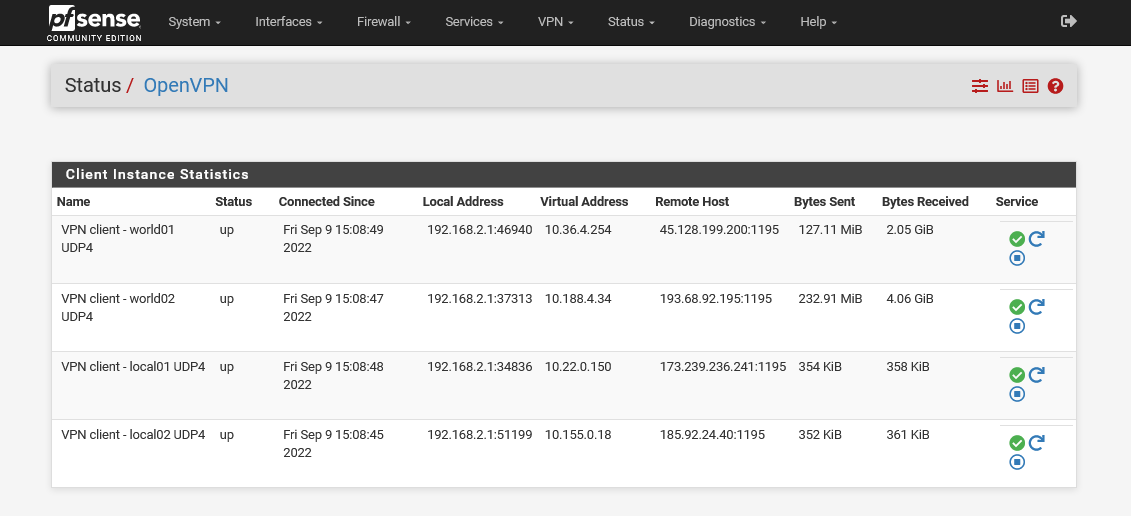 pfsense
COMMUNITY EDITION
System Interfaces Firewall Services VPN Status Diagnostics Help
Status / OpenVPN
Client Instance Statistics
Name Status Connected Since Local Address Virtual Address Remote Host Bytes Sent Bytes Received Service
VPN client - world01 up Fri Sep 9 15:08:49 192.168.2.1:46940 10.36.4.254 45.128.199.200:1195 127.11 MiB 2.05 GiB
UDP4 2022
VPN client - world02 up Fri Sep 9 15:08:47 192.168.2.1:37313 10.188.4.34 193.68.92.195:1195 232.91 MiB 4.06 GiB
UDP4 2022
VPN client - local01 UDP4 up Fri Sep 9 15:08:48 192.168.2.1:34836 10.22.0.150 173.239.236.241:1195 354 KiB 358 KiB
2022
VPN client - local02 UDP4 up Fri Sep 9 15:08:45 192.168.2.1:51199 10.155.0.18 185.92.24.40:1195 352 KiB 361 KiB
2022